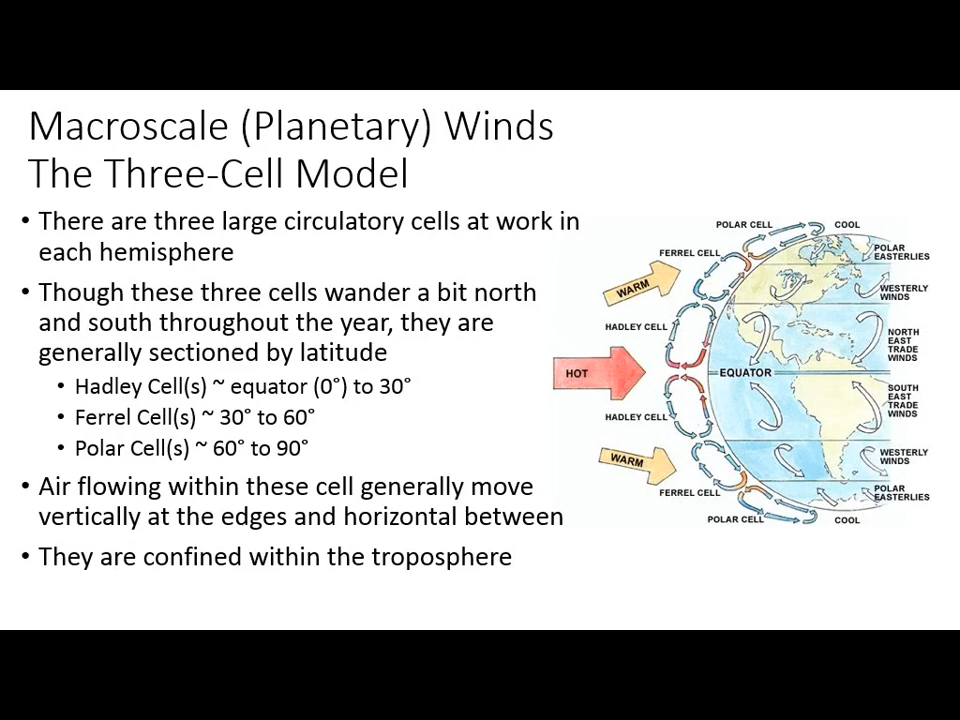 Macroscale (Planetary) Winds
The Three-Cell Model
• There are three large circulatory cells at work in
each hemisphere
• Though these three cells wander a bit north
and south throughout the year, they are
generally sectioned by latitude
• Hadley Cell(s) ~ equator (0°) to 30°
• Ferrel Cell(s) ~ 30° to 60°
• Polar Cell(s) ~ 60° to 90°
• Air flowing within these cell generally move
vertically at the edges and horizontal between
• They are confined within the troposphere
POLAR CELL
COOL
FERREL CELL
POLAR
EASTERLIES
WARM
WESTERLY
WINDS
HADLEY CELL
NORTH
EAST
TRADE
WINDS
HOT
EQUATOR
SOUTH
EAST
TRADE
WINDS
HADLEY CELL
WARM
WESTERLY
WINDS
FERREL CELL
POLAR
EASTERLIES
POLAR CELL
COOL